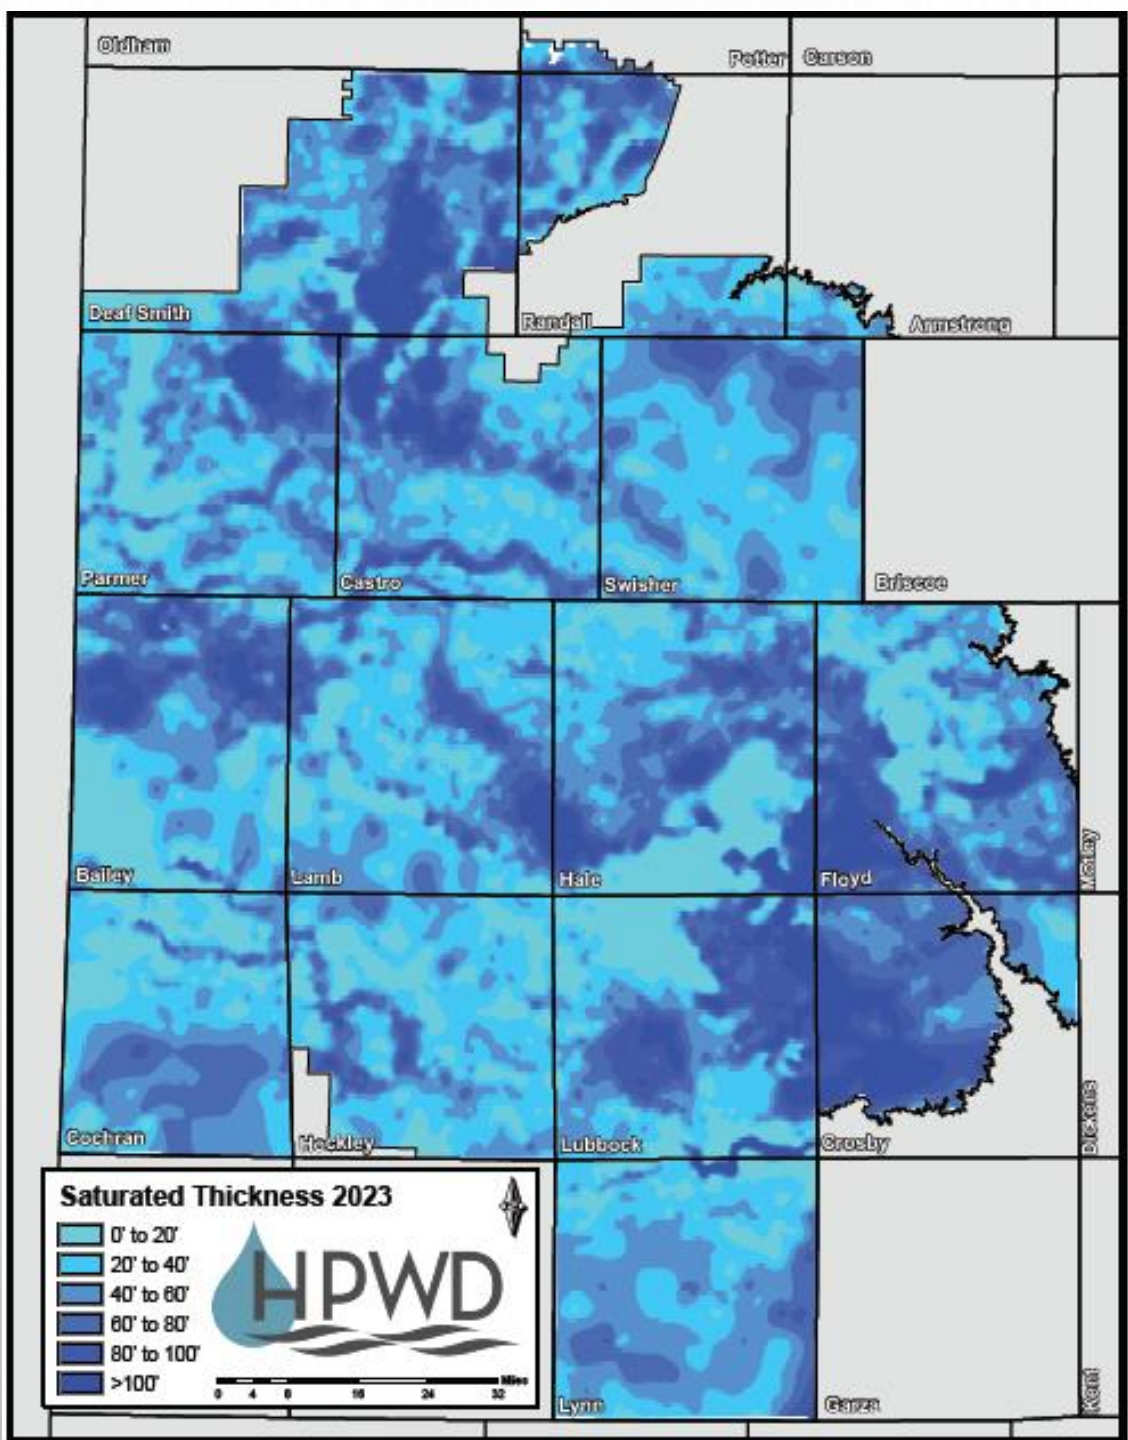 Oldham
Potter
Carson
Deaf Smith
Randall
Armstrong
Parmer
Castro
Swisher
Briscoe
Bailey
Lamb
Hale
Floyd
Motley
Cochran
Hockley
Lubbock
Crosby
Dickens
Saturated Thickness 2023
0' to 20'
20' to 40'
40' to 60'
60' to 80'
80' to 100'
>100'
HPWD
Miles
0 4 8 16 24 32
Lynn
Garza
Kent